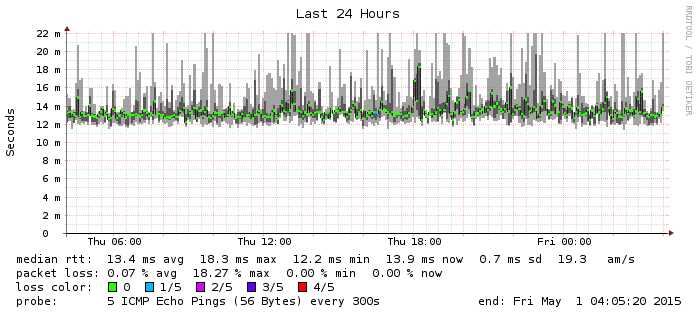 Last 24 Hours
RRDTOOL / TOBI OETIKER
Seconds
22 m
20 m
18 m
16 m
14 m
12 m
10 m
8 m
6 m
4 m
2 m
0
Thu 06:00 Thu 12:00 Thu 18:00 Fri 00:00
median rtt: 13.4 ms avg 18.3 ms max 12.2 ms min 13.9 ms now 0.7 ms sd 19.3 am/s
packet loss: 0.07 % avg 18.27 % max 0.00 % min 0.00 % now
loss color: 0 1/5 2/5 3/5 4/5
probe: 5 ICMP Echo Pings (56 Bytes) every 300s end: Fri May 1 04:05:20 2015